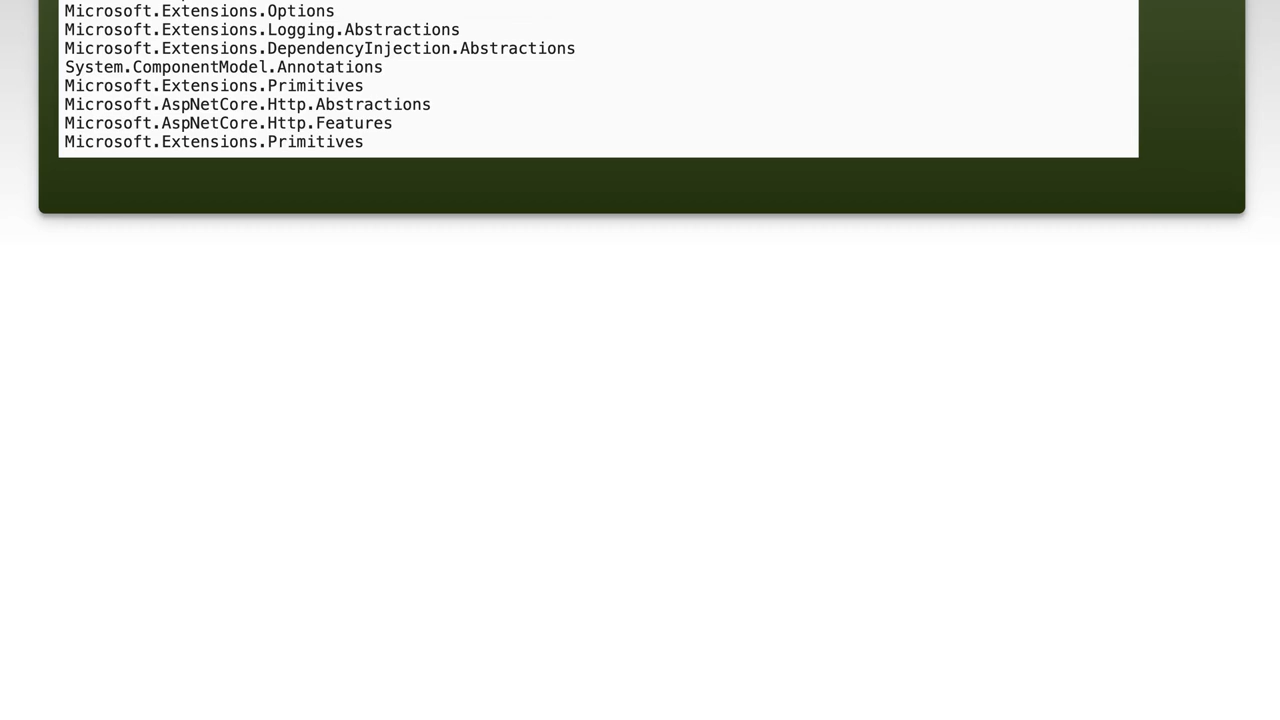 Microsoft.Extensions.Options
Microsoft.Extensions.Logging.Abstractions
Microsoft.Extensions.DependencyInjection.Abstractions
System.ComponentModel.Annotations
Microsoft.Extensions.Primitives
Microsoft.AspNetCore.Http.Abstractions
Microsoft.AspNetCore.Http.Features
Microsoft.Extensions.Primitives